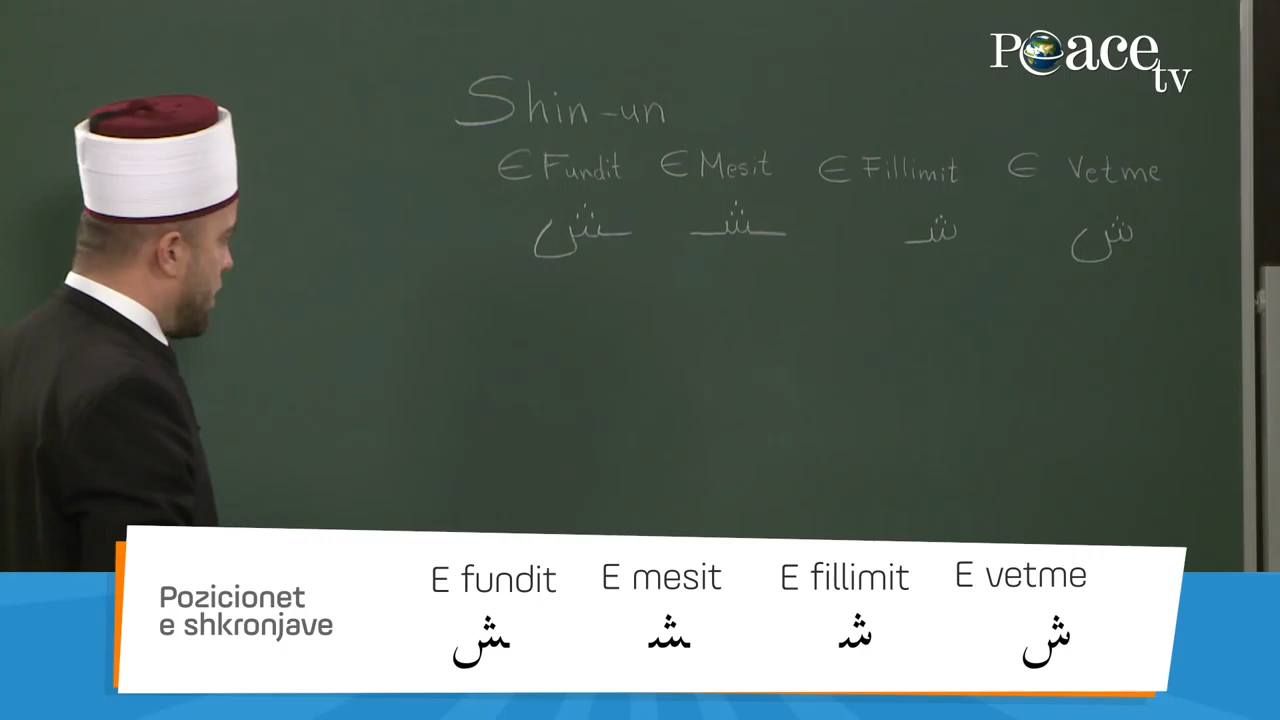 Peace tv
Shin-un
E Fundit E Mesit E Fillimit E Vetme
ـش ـشـ شـ ش
Pozicionet
e shkronjave
E fundit E mesit E fillimit E vetme
ـش ـشـ شـ ش